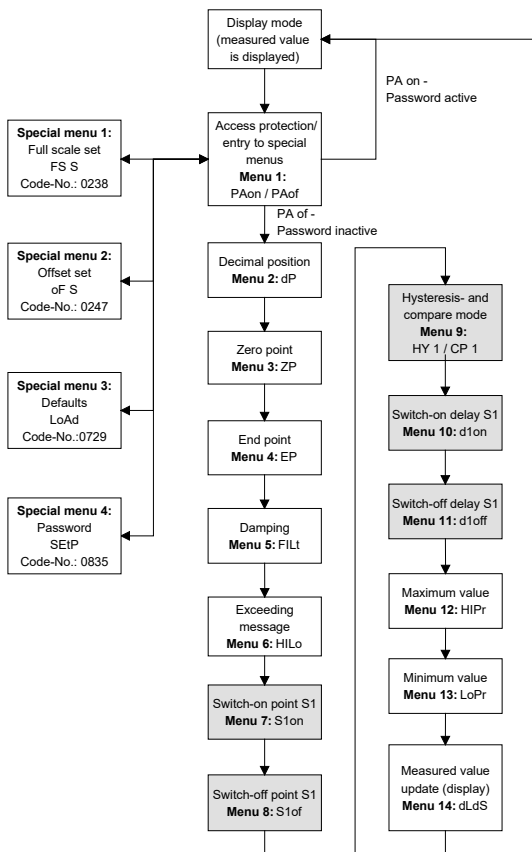 Display mode
(measured value
is displayed)
PA on -
Password active
Access protection/
entry to special
menus
Menu 1:
PAon / PAof
PA of -
Password inactive
Special menu 1:
Full scale set
FS S
Code-No.: 0238
Special menu 2:
Offset set
oF S
Code-No.: 0247
Special menu 3:
Defaults
LoAd
Code-No.:0729
Special menu 4:
Password
SEtP
Code-No.: 0835
Decimal position
Menu 2: dP
Zero point
Menu 3: ZP
End point
Menu 4: EP
Damping
Menu 5: FILt
Exceeding
message
Menu 6: HILo
Switch-on point S1
Menu 7: S1on
Switch-off point S1
Menu 8: S1of
Hysteresis- and
compare mode
Menu 9:
HY 1 / CP 1
Switch-on delay S1
Menu 10: d1on
Switch-off delay S1
Menu 11: d1off
Maximum value
Menu 12: HIPr
Minimum value
Menu 13: LoPr
Measured value
update (display)
Menu 14: dLdS